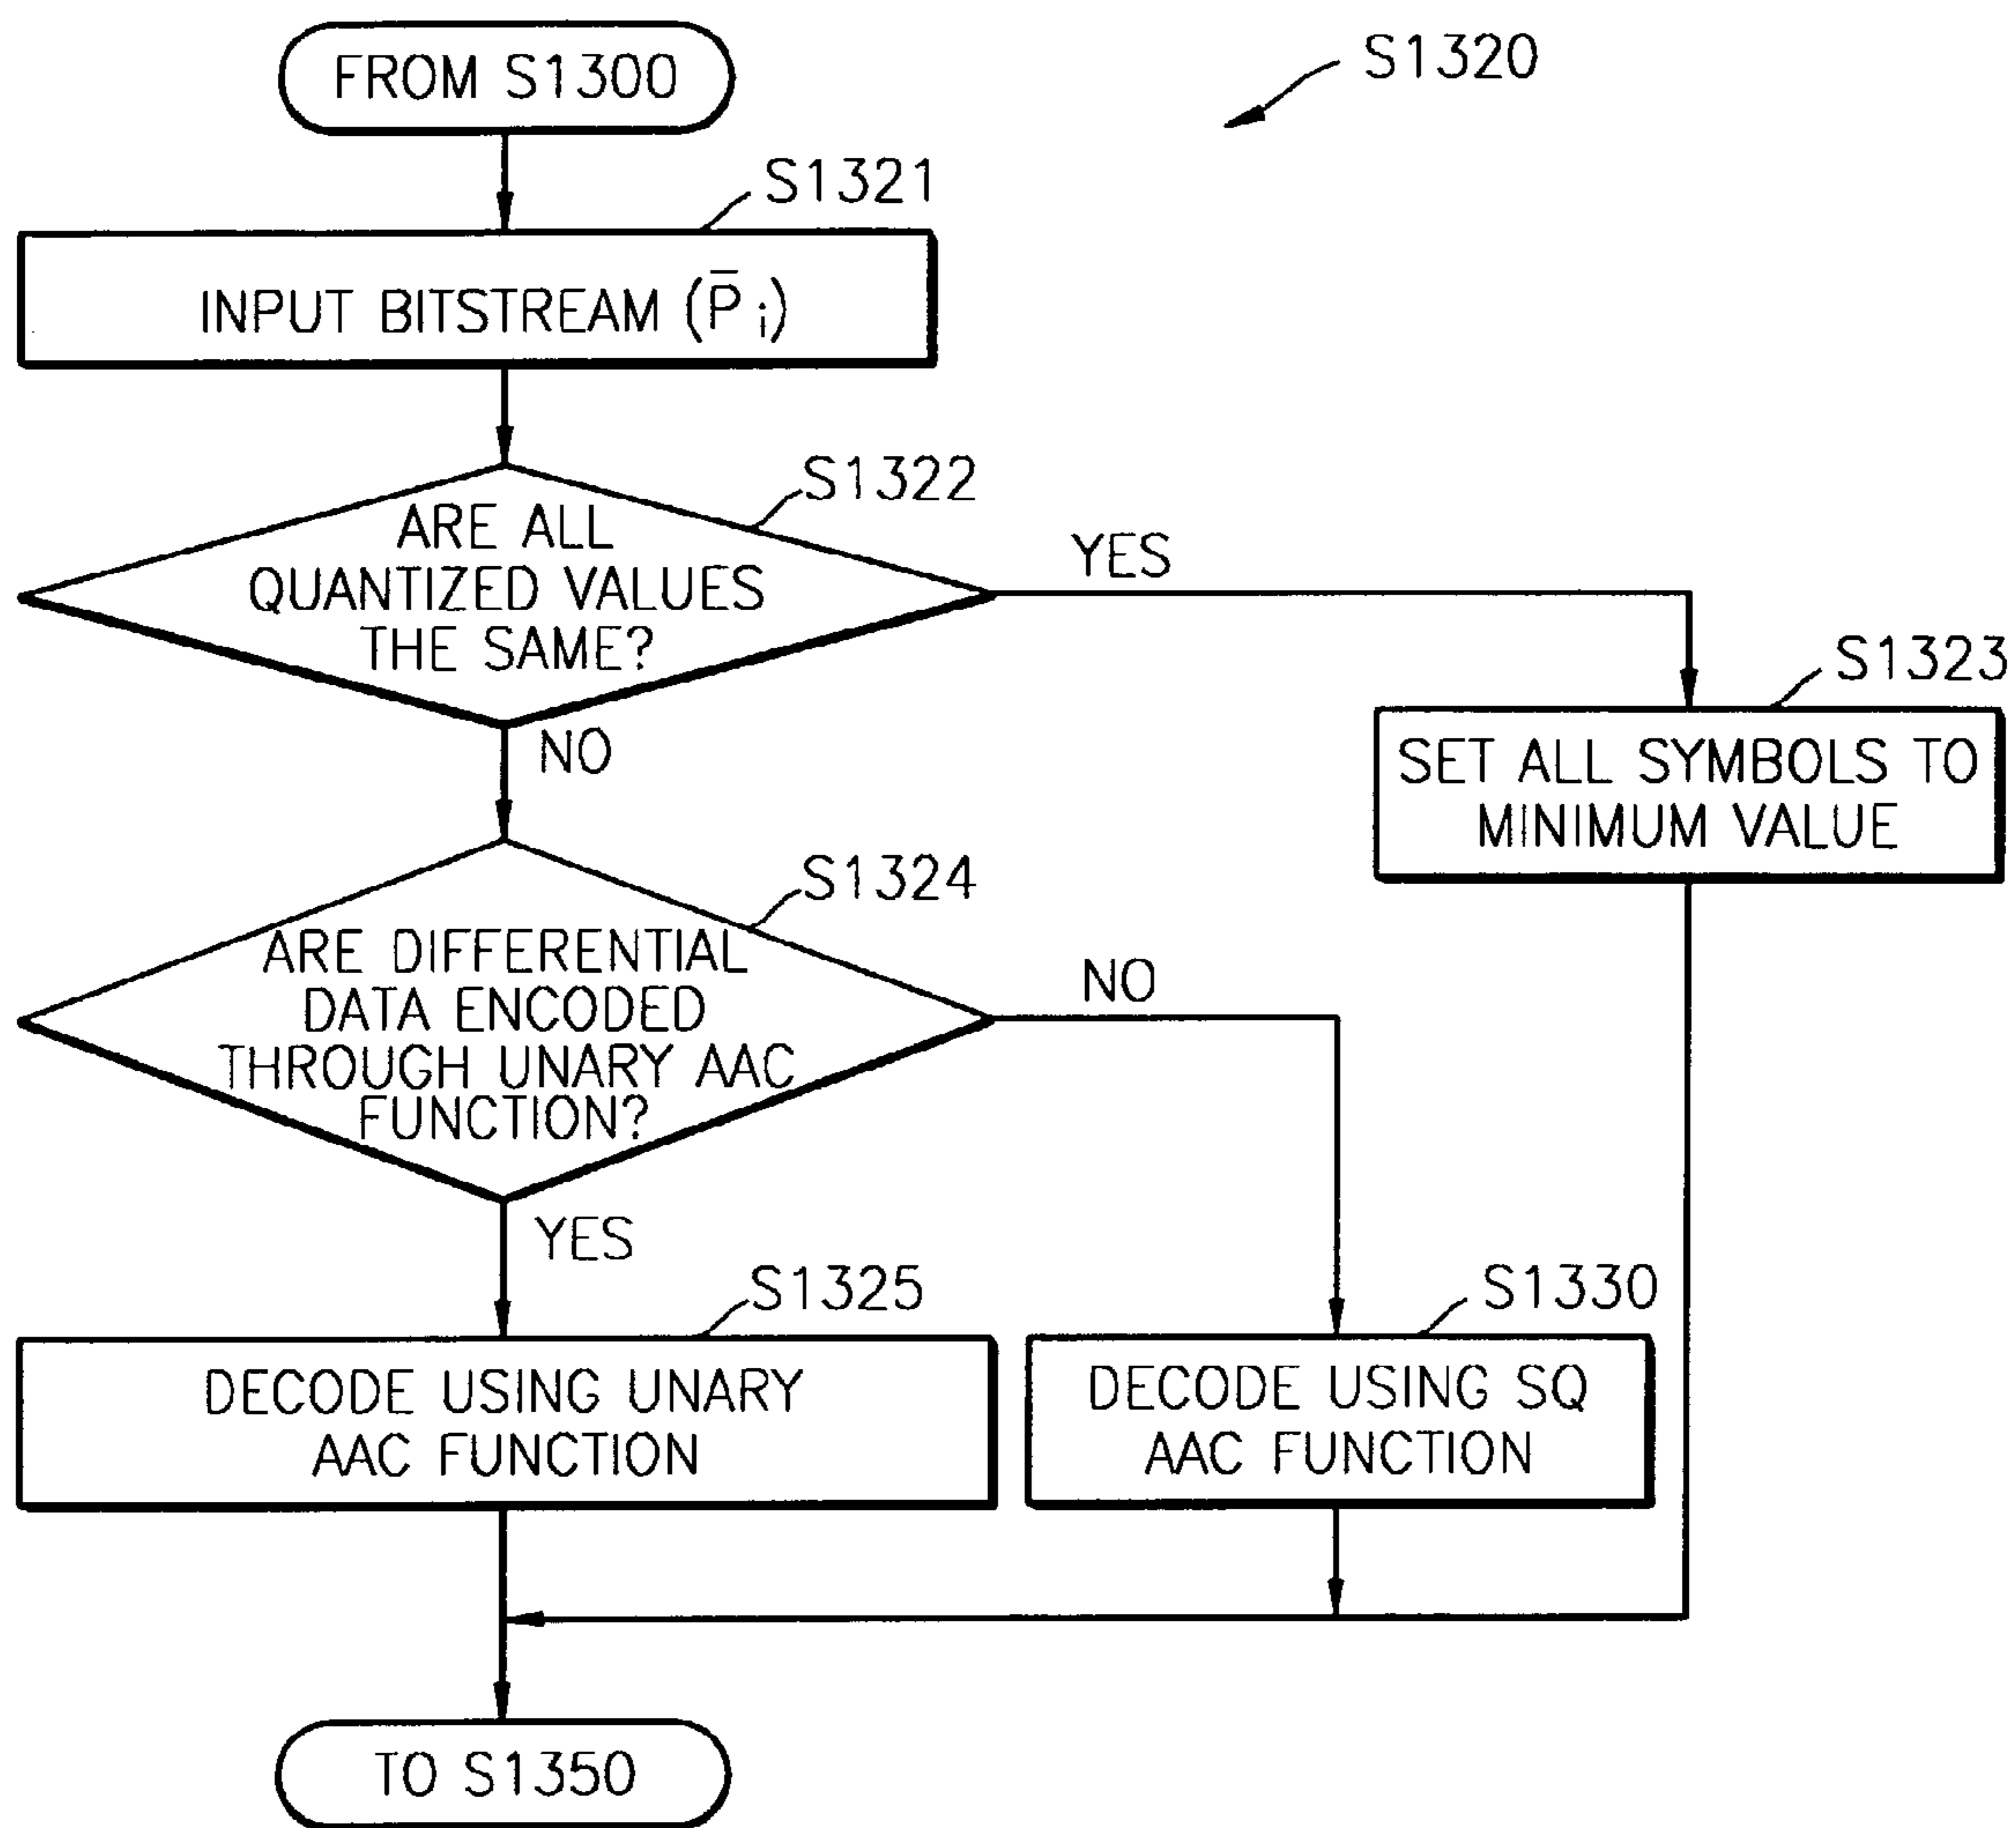 FROM S1300
S1320
S1321
INPUT BITSTREAM (P̄ i)
S1322
ARE ALL
QUANTIZED VALUES
THE SAME?
YES
NO
S1323
SET ALL SYMBOLS TO
MINIMUM VALUE
S1324
ARE DIFFERENTIAL
DATA ENCODED
THROUGH UNARY AAC
FUNCTION?
NO
YES
S1325
DECODE USING UNARY
AAC FUNCTION
S1330
DECODE USING SQ
AAC FUNCTION
TO S1350